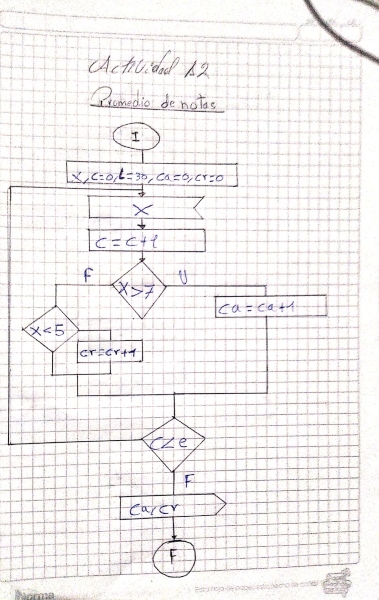 Actividad 12
Promedio de notas
I
X, C=0, L=30, ca=0, cr=0
X
C=C+1
F
X>7
V
ca=ca+1
X<5
cr=cr+1
C<e
F
ca, cr
F
Norma